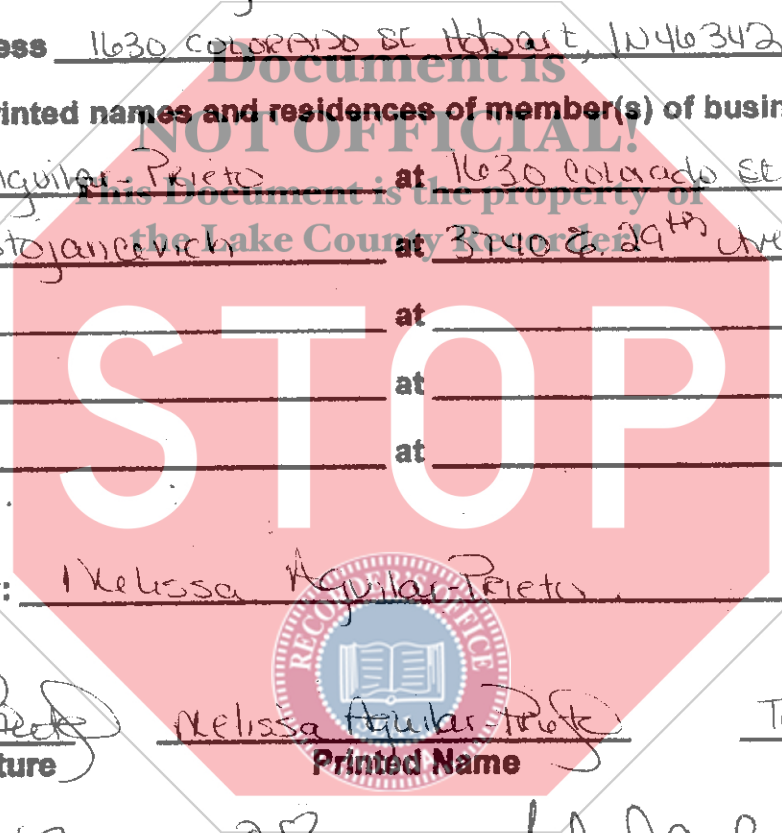 ess 1630 COLORADO St Hobart, IN 46342
Document is
rinted names and residences of member(s) of busin
NOT OFFICIAL!
Aguilar-Prieto at 1630 Colorado St
This Document is the property of
the Lake County Recorder!
stojancevich at 3740 E. 29th Ave
at
at
at
STOP
: Melissa Aguilar-Prieto
RECORDER'S OFFICE
Melissa Aguilar Prieto
ture Printed Name